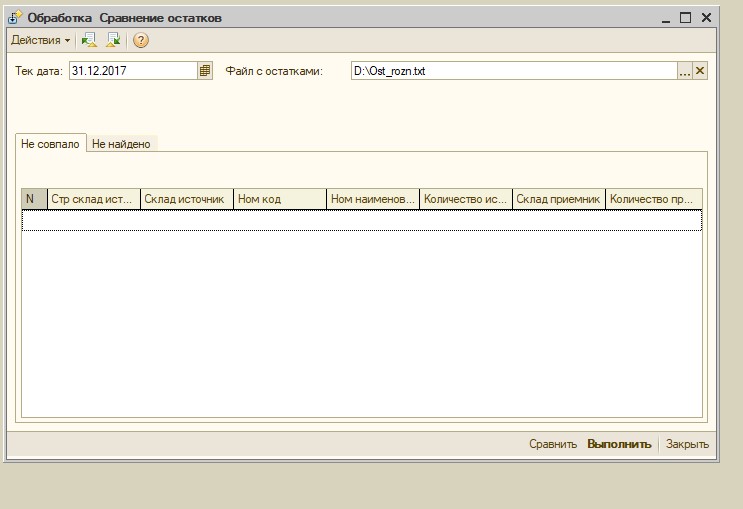 Обработка Сравнение остатков
Действия
Тек дата: 31.12.2017 Файл с остатками: D:\Ost_rozn.txt ...
Не совпало Не найдено
N Стр склад ист... Склад источник Ном код Ном наименов... Количество ис... Склад приемник Количество пр...
Сравнить Выполнить Закрыть